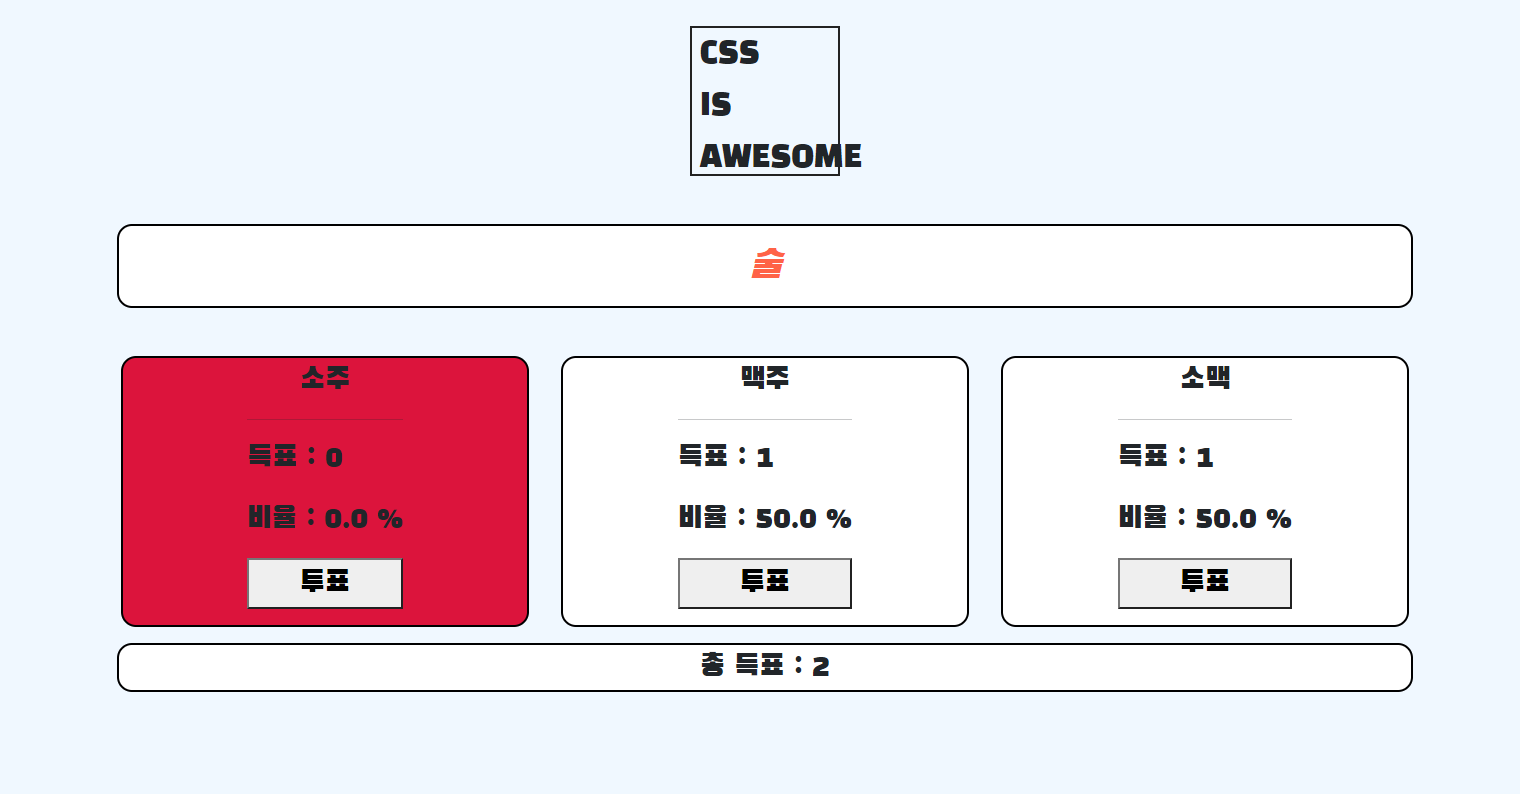 CSS
IS
AWESOME
술
소주
득표 : 0
비율 : 0.0 %
투표
맥주
득표 : 1
비율 : 50.0 %
투표
소맥
득표 : 1
비율 : 50.0 %
투표
총 득표 : 2